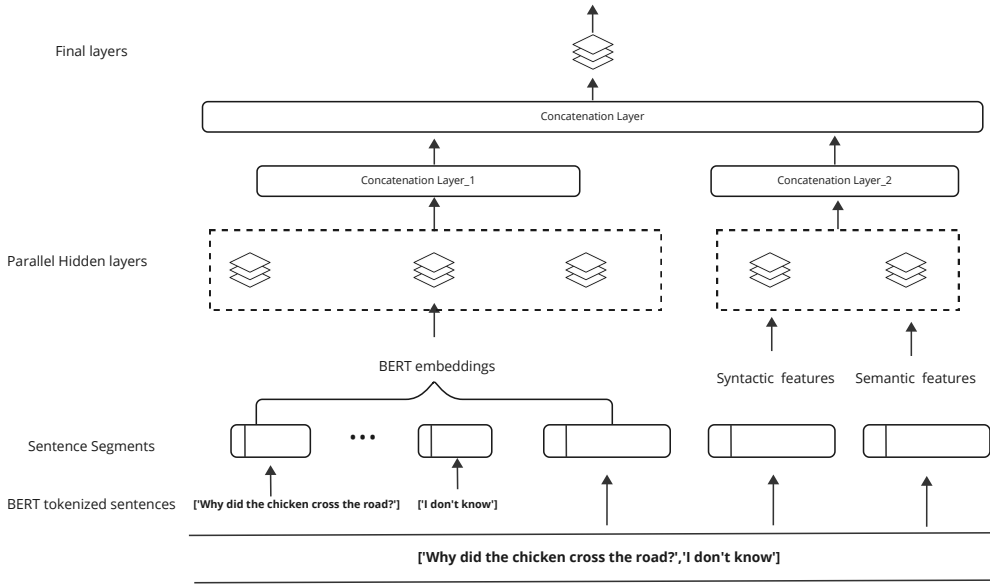 Final layers
Concatenation Layer
Concatenation Layer_1
Concatenation Layer_2
Parallel Hidden layers
BERT embeddings
Syntactic features
Semantic features
Sentence Segments
BERT tokenized sentences
['Why did the chicken cross the road?']
['I don't know']
['Why did the chicken cross the road?','I don't know']